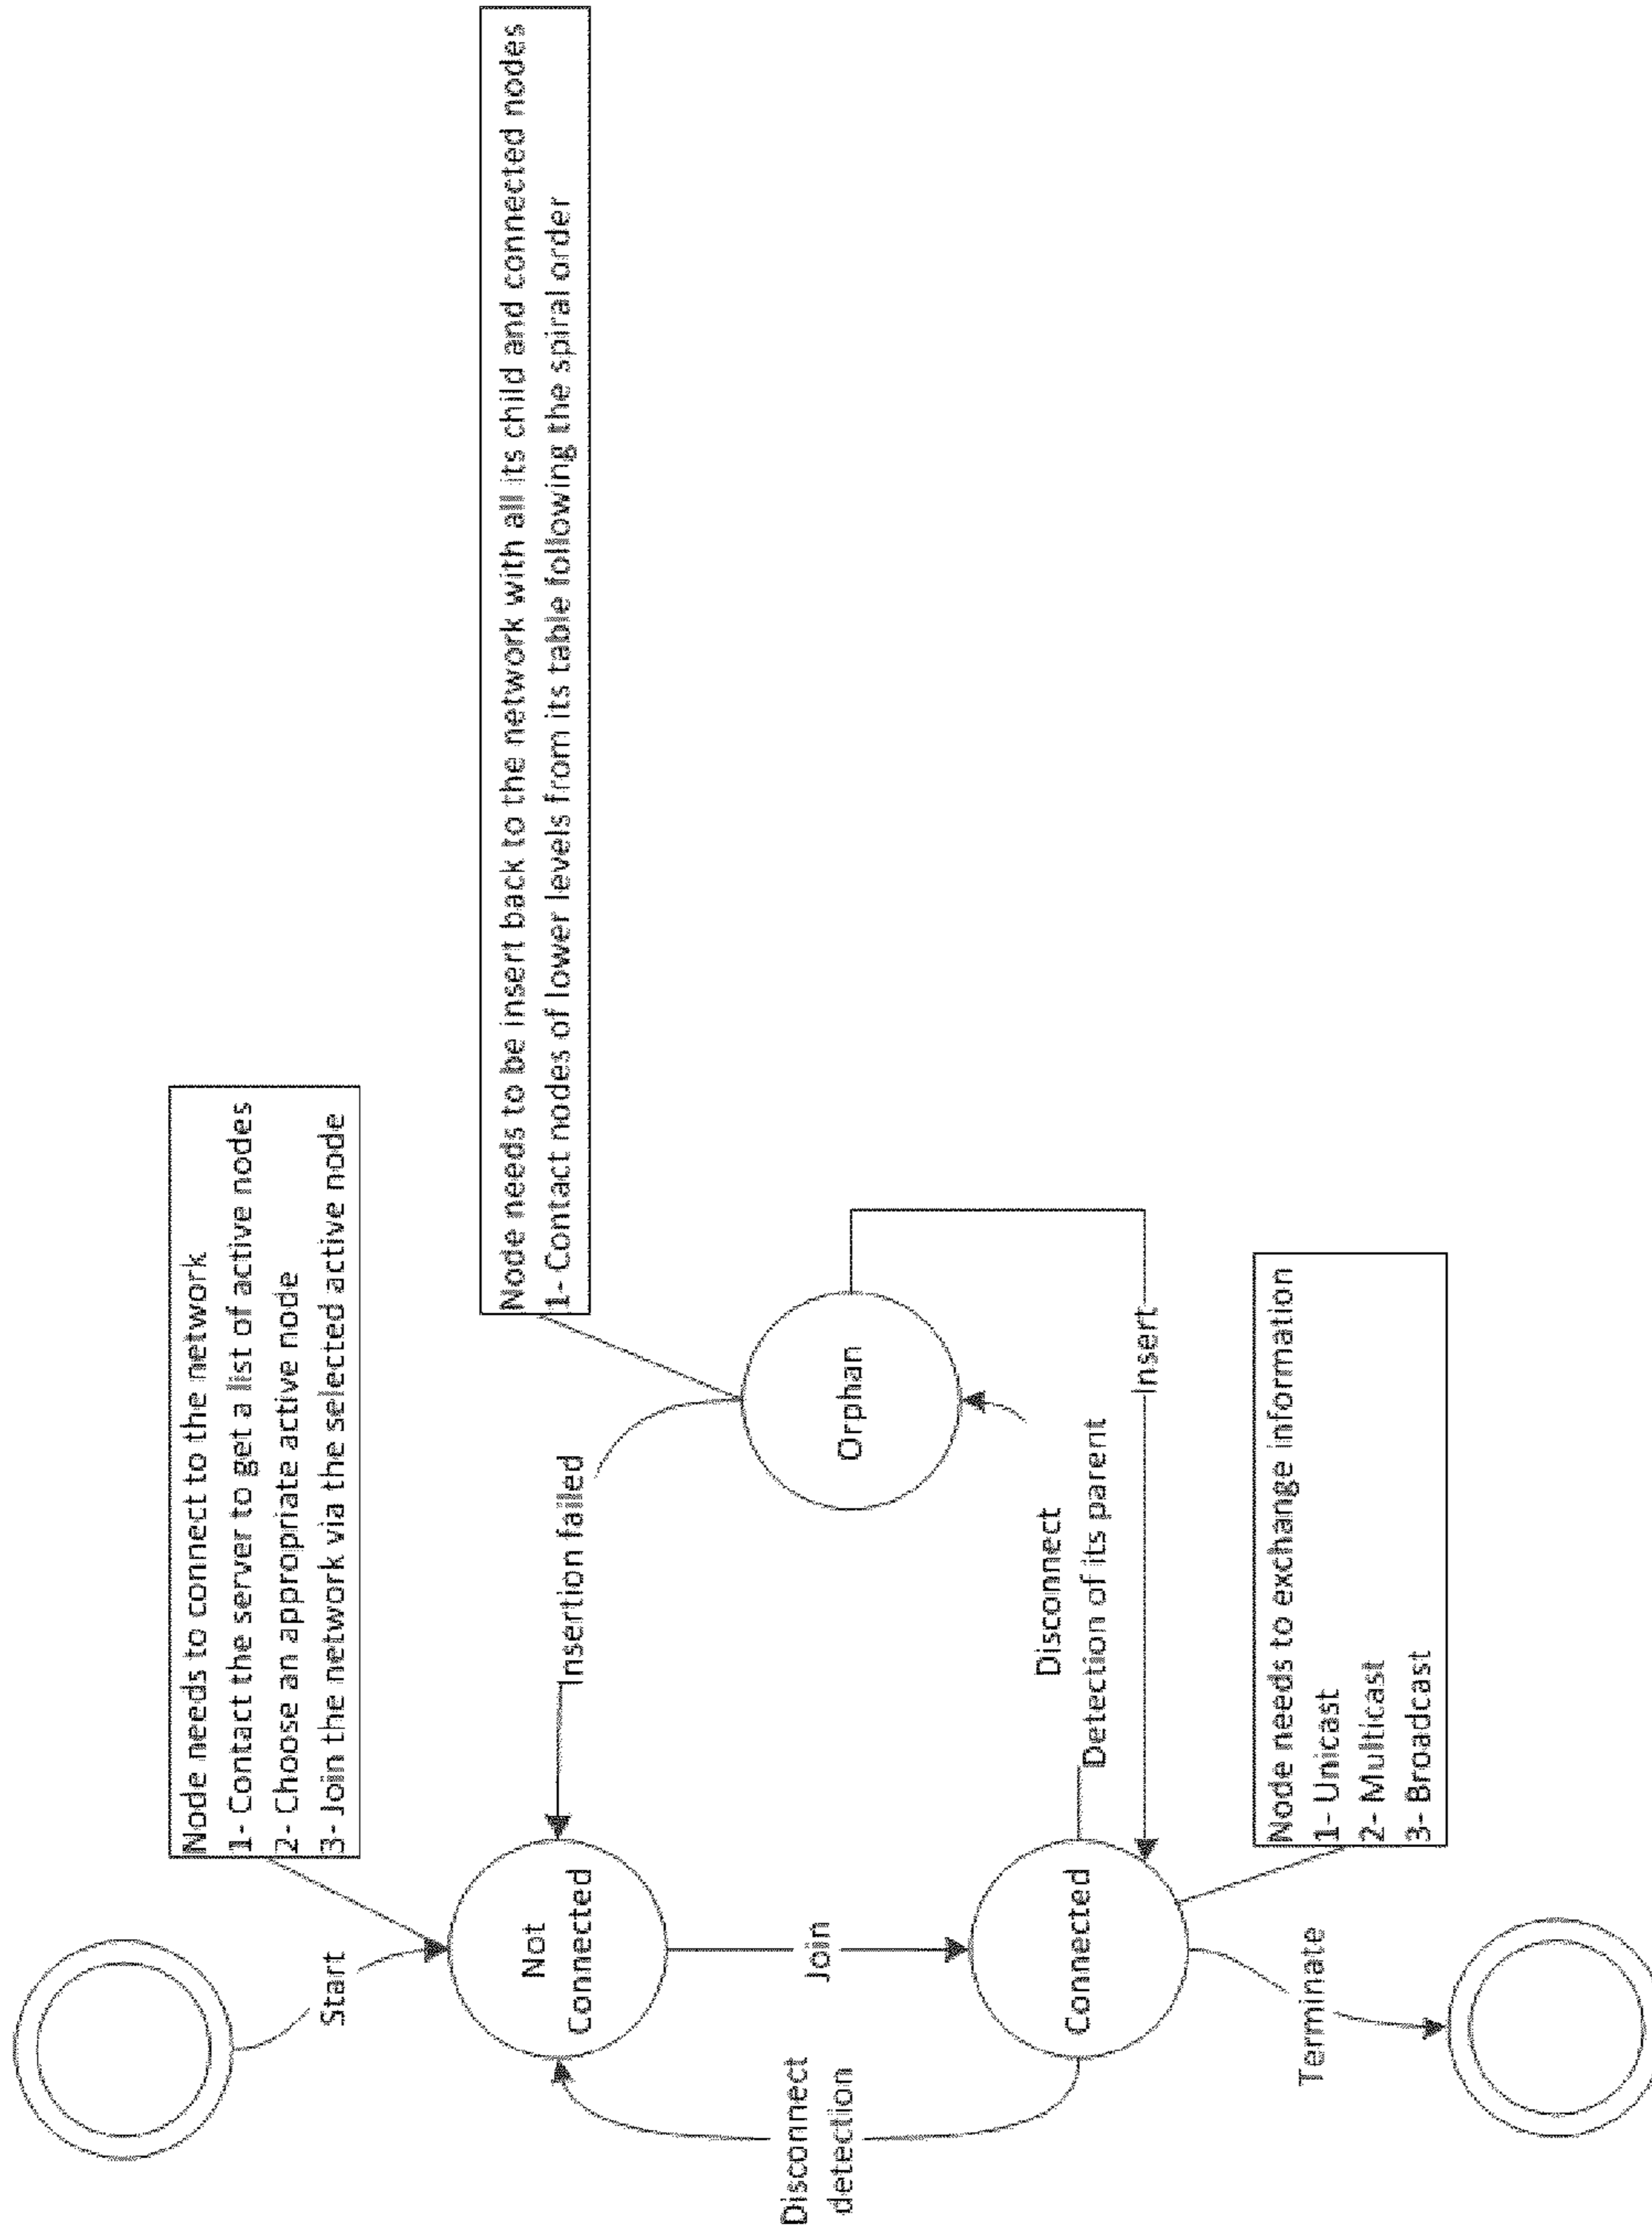 Start
Node needs to connect to the network
1- Contact the server to get a list of active nodes
2- Choose an appropriate active node
3- Join the network via the selected active node
Not
Connected
Insertion failed
Node needs to be insert back to the network with all its child and connected nodes
1- Contact nodes of lower levels from its table following the spiral order
Disconnect
detection
Join
Orphan
Disconnect
Detection of its parent
Connected
Insert
Terminate
Node needs to exchange information
1- Unicast
2- Multicast
3- Broadcast